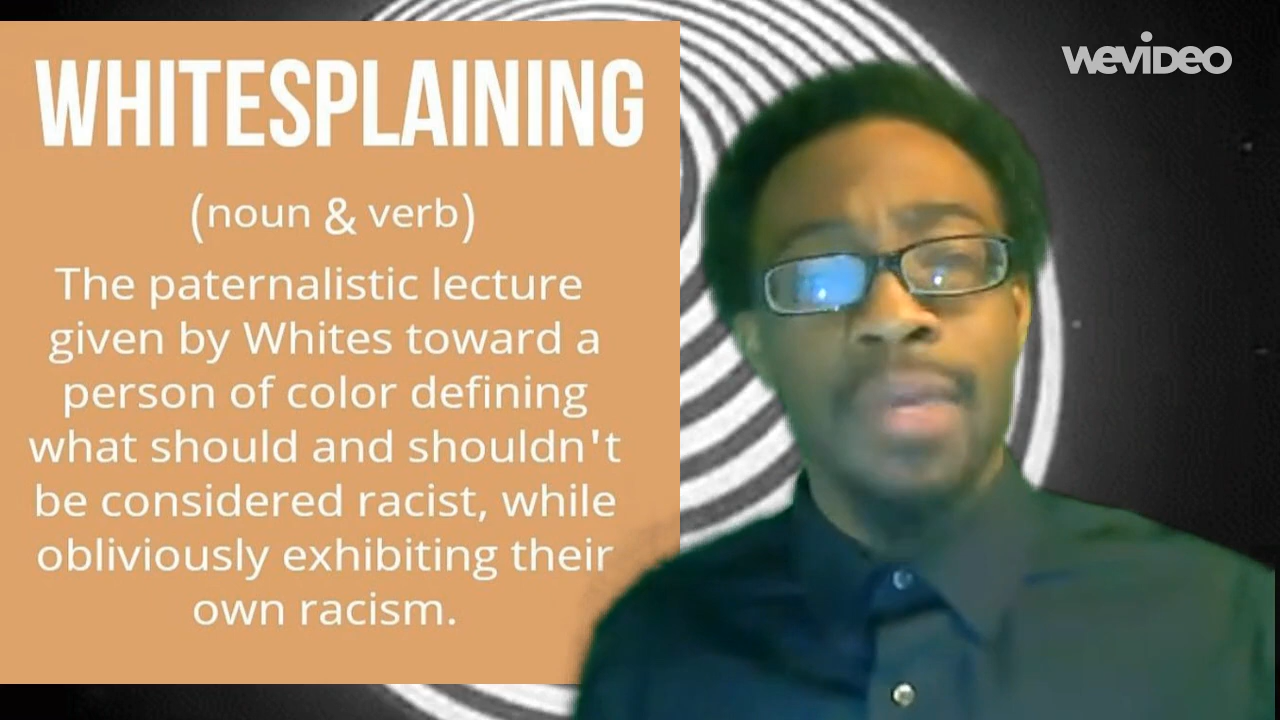 WHITESPLAINING
(noun & verb)
The paternalistic lecture
given by Whites toward a
person of color defining
what should and shouldn't
be considered racist, while
obliviously exhibiting their
own racism.
WEVIDEO